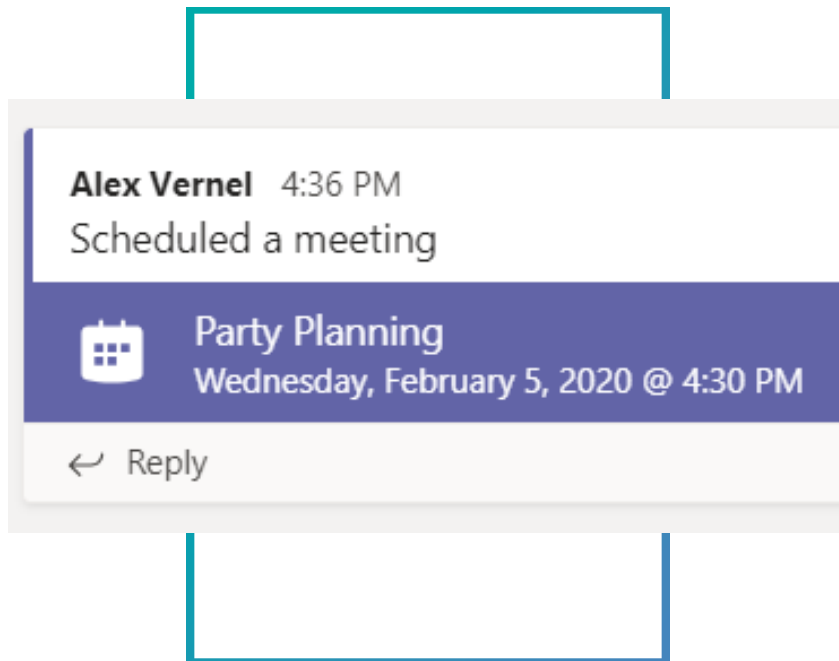 Alex Vernel 4:36 PM
Scheduled a meeting
Party Planning
Wednesday, February 5, 2020 @ 4:30 PM
Reply